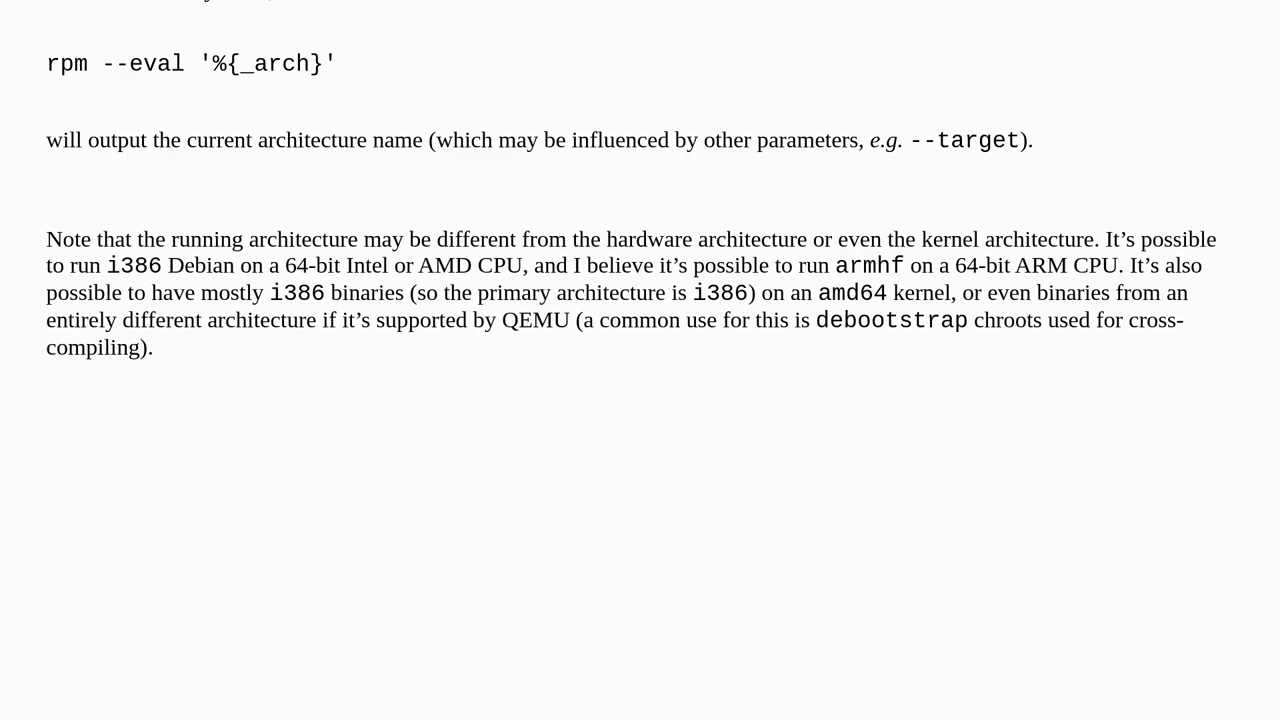 rpm --eval '%{_arch}'
will output the current architecture name (which may be influenced by other parameters, e.g. --target).
Note that the running architecture may be different from the hardware architecture or even the kernel architecture. It’s possible
to run i386 Debian on a 64-bit Intel or AMD CPU, and I believe it’s possible to run armhf on a 64-bit ARM CPU. It’s also
possible to have mostly i386 binaries (so the primary architecture is i386) on an amd64 kernel, or even binaries from an
entirely different architecture if it’s supported by QEMU (a common use for this is debootstrap chroots used for cross-
compiling).